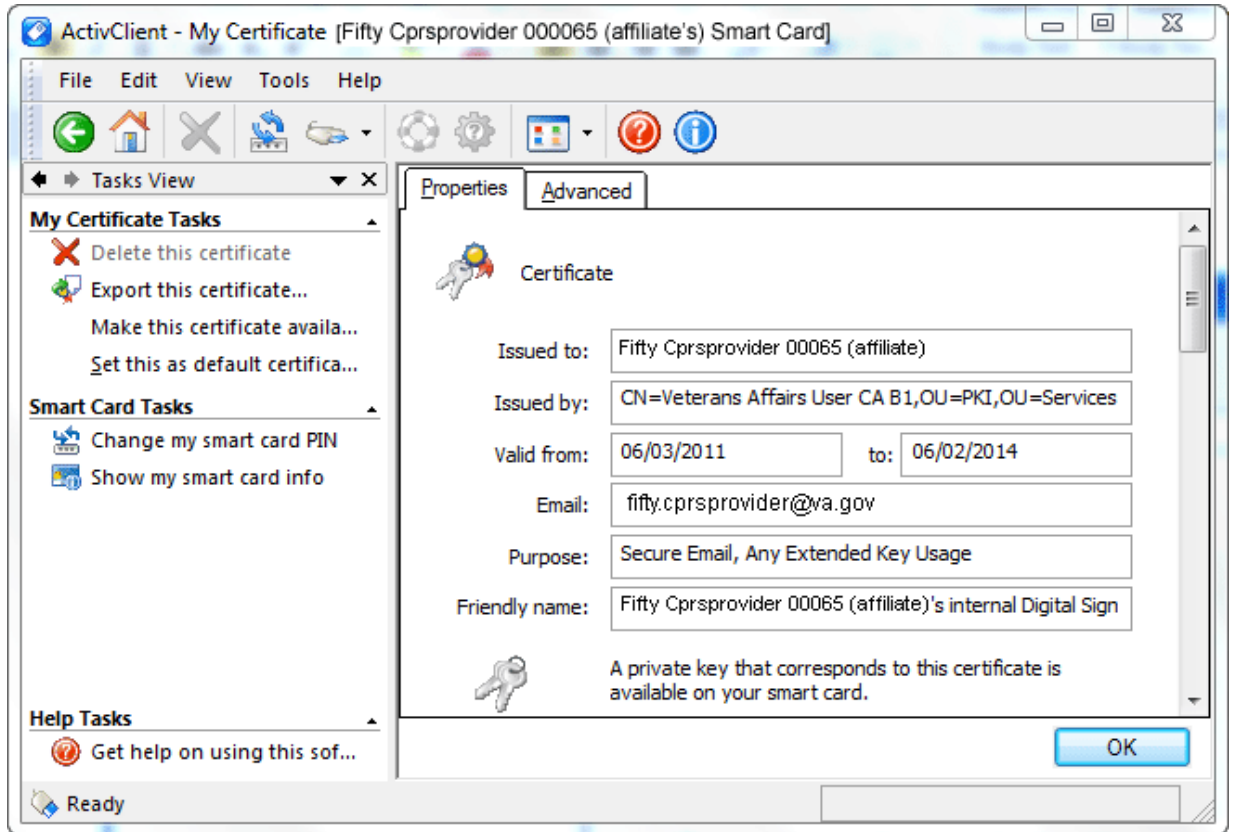 ActivClient - My Certificate [Fifty Cprsprovider 000065 (affiliate's) Smart Card]
File Edit View Tools Help
Tasks View
My Certificate Tasks
Delete this certificate
Export this certificate...
Make this certificate availa...
Set this as default certifica...
Smart Card Tasks
Change my smart card PIN
Show my smart card info
Help Tasks
Get help on using this sof...
Properties Advanced
Certificate
Issued to: Fifty Cprsprovider 00065 (affiliate)
Issued by: CN=Veterans Affairs User CA B1,OU=PKI,OU=Services
Valid from: 06/03/2011 to: 06/02/2014
Email: fifty.cprsprovider@va.gov
Purpose: Secure Email, Any Extended Key Usage
Friendly name: Fifty Cprsprovider 00065 (affiliate)'s internal Digital Sign
A private key that corresponds to this certificate is
available on your smart card.
OK
Ready